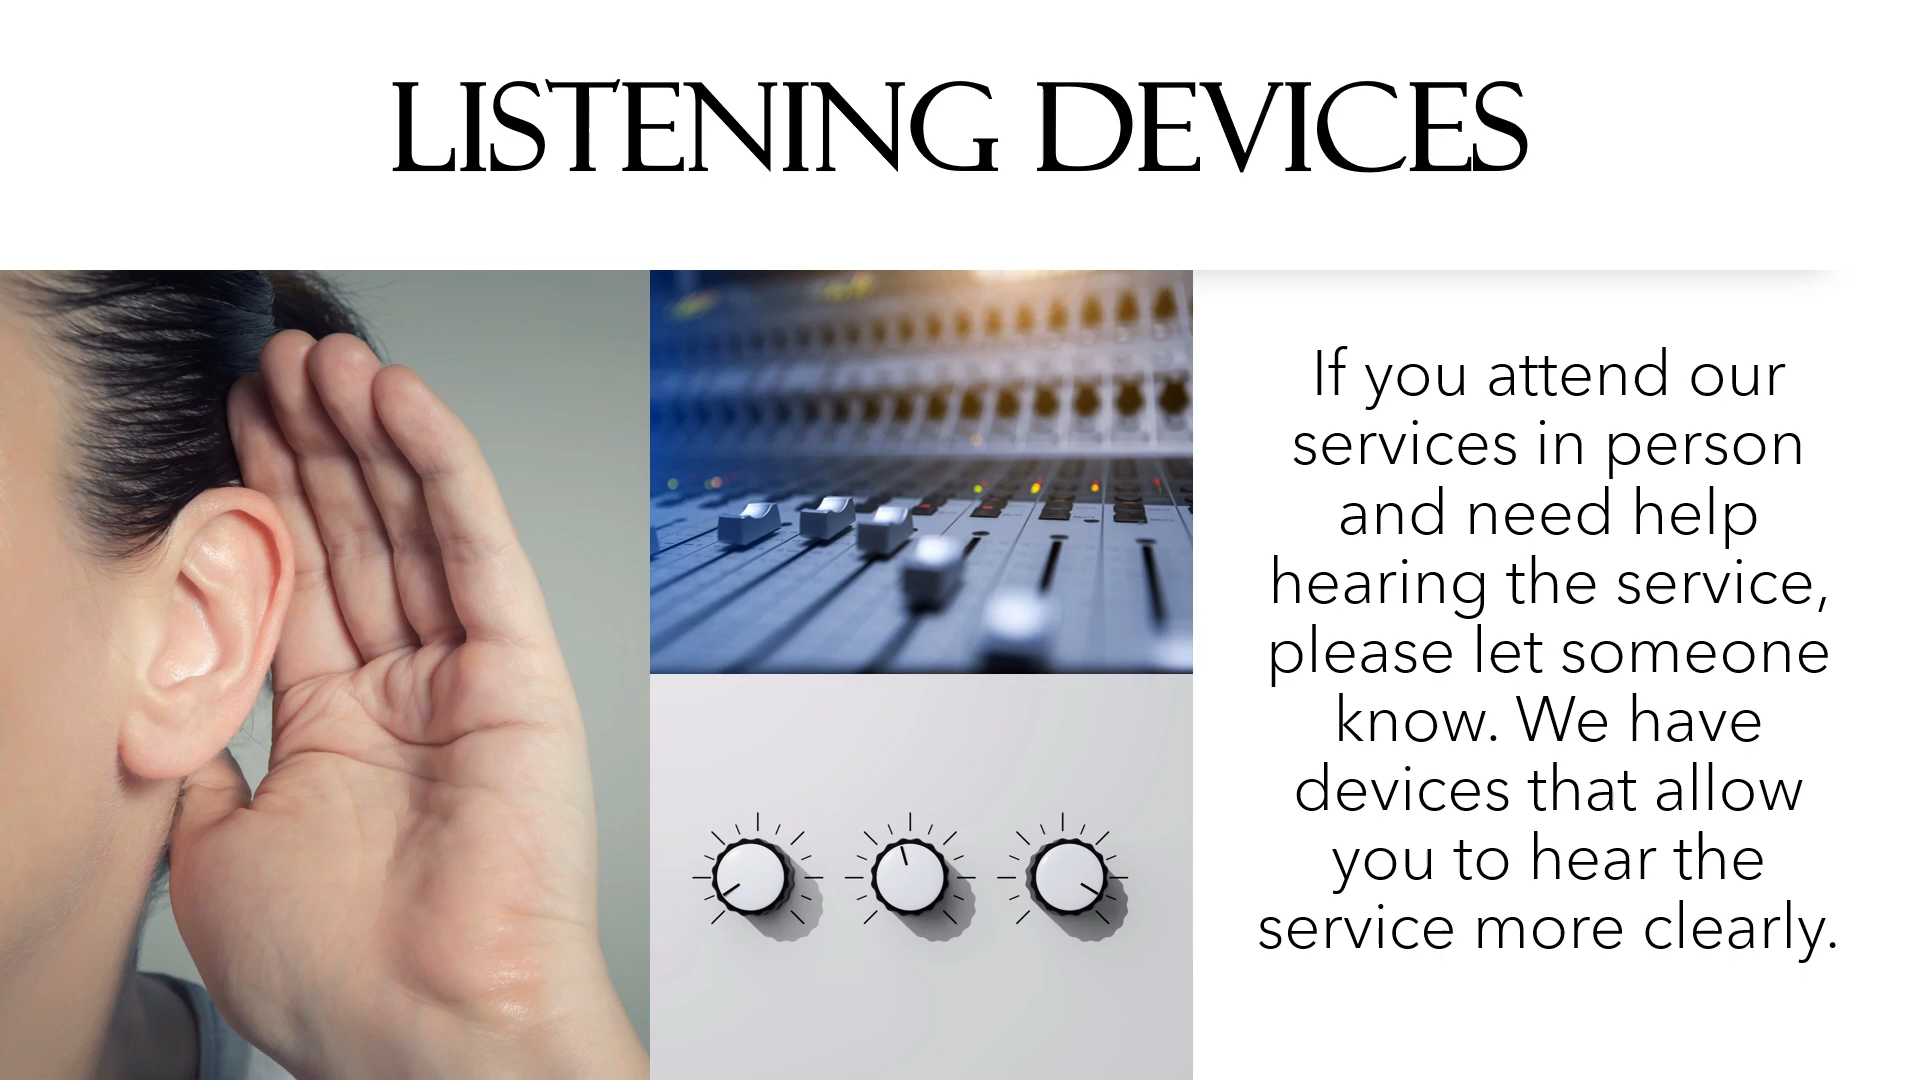 LISTENING DEVICES
If you attend our
services in person
and need help
hearing the service,
please let someone
know. We have
devices that allow
you to hear the
service more clearly.